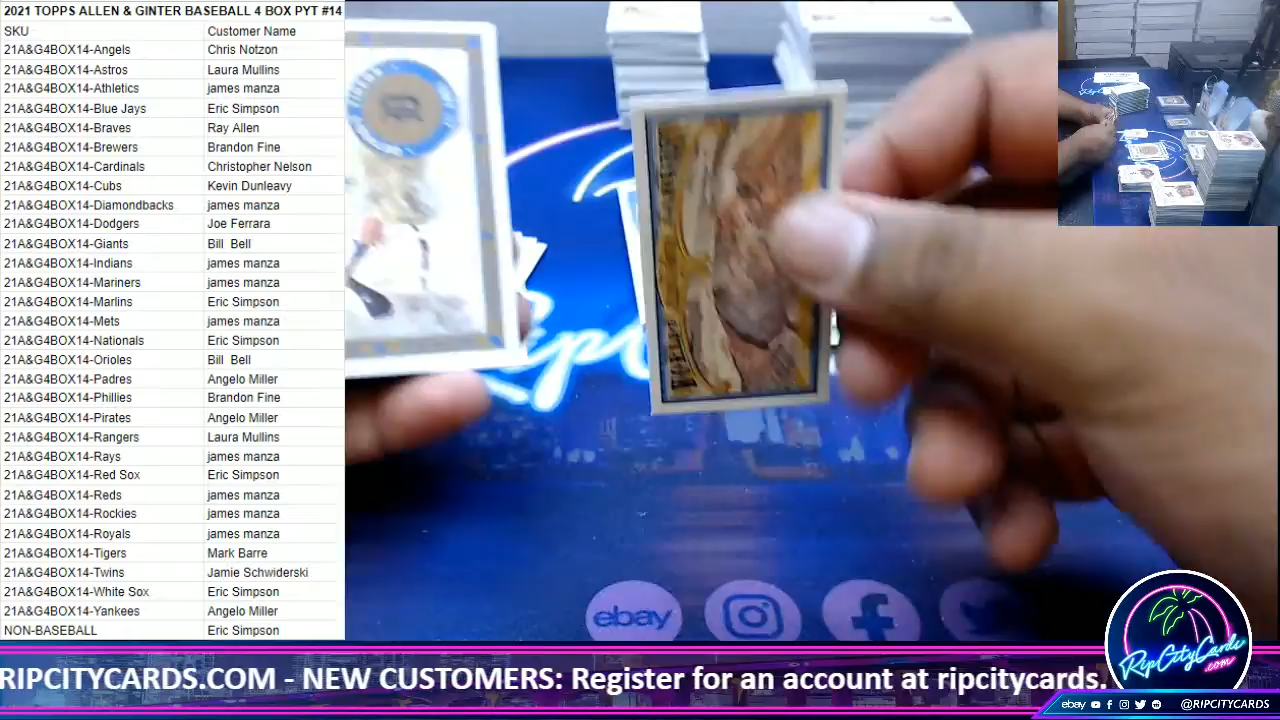 2021 TOPPS ALLEN & GINTER BASEBALL 4 BOX PYT #14
SKU Customer Name
21A&G4BOX14-Angels Chris Notzon
21A&G4BOX14-Astros Laura Mullins
21A&G4BOX14-Athletics james manza
21A&G4BOX14-Blue Jays Eric Simpson
21A&G4BOX14-Braves Ray Allen
21A&G4BOX14-Brewers Brandon Fine
21A&G4BOX14-Cardinals Christopher Nelson
21A&G4BOX14-Cubs Kevin Dunleavy
21A&G4BOX14-Diamondbacks james manza
21A&G4BOX14-Dodgers Joe Ferrara
21A&G4BOX14-Giants Bill Bell
21A&G4BOX14-Indians james manza
21A&G4BOX14-Mariners james manza
21A&G4BOX14-Marlins Eric Simpson
21A&G4BOX14-Mets james manza
21A&G4BOX14-Nationals Eric Simpson
21A&G4BOX14-Orioles Bill Bell
21A&G4BOX14-Padres Angelo Miller
21A&G4BOX14-Phillies Brandon Fine
21A&G4BOX14-Pirates Angelo Miller
21A&G4BOX14-Rangers Laura Mullins
21A&G4BOX14-Rays james manza
21A&G4BOX14-Red Sox Eric Simpson
21A&G4BOX14-Reds james manza
21A&G4BOX14-Rockies james manza
21A&G4BOX14-Royals james manza
21A&G4BOX14-Tigers Mark Barre
21A&G4BOX14-Twins Jamie Schwiderski
21A&G4BOX14-White Sox Eric Simpson
21A&G4BOX14-Yankees Angelo Miller
NON-BASEBALL Eric Simpson
ebay
RIPCITYCARDS.COM - NEW CUSTOMERS: Register for an account at ripcitycards.
RipCityCards
.com
ebay @RIPCITYCARDS